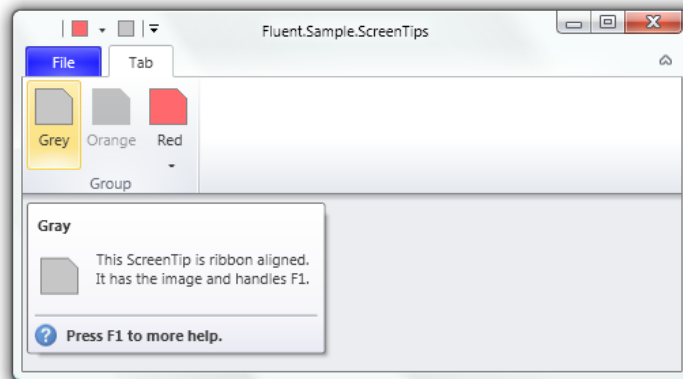 Fluent.Sample.ScreenTips
File Tab
Grey Orange Red
Group
Gray
This ScreenTip is ribbon aligned.
It has the image and handles F1.
Press F1 to more help.